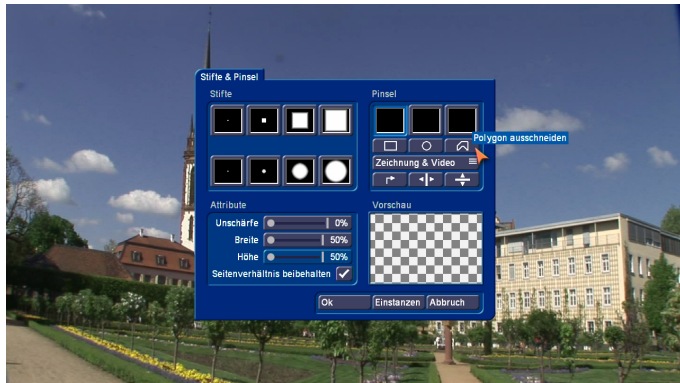 Stifte & Pinsel
Stifte
Pinsel
Polygon ausschneiden
Zeichnung & Video
Attribute
Vorschau
Unschärfe 0%
Breite 50%
Höhe 50%
Seitenverhältnis beibehalten
Ok Einstanzen Abbruch